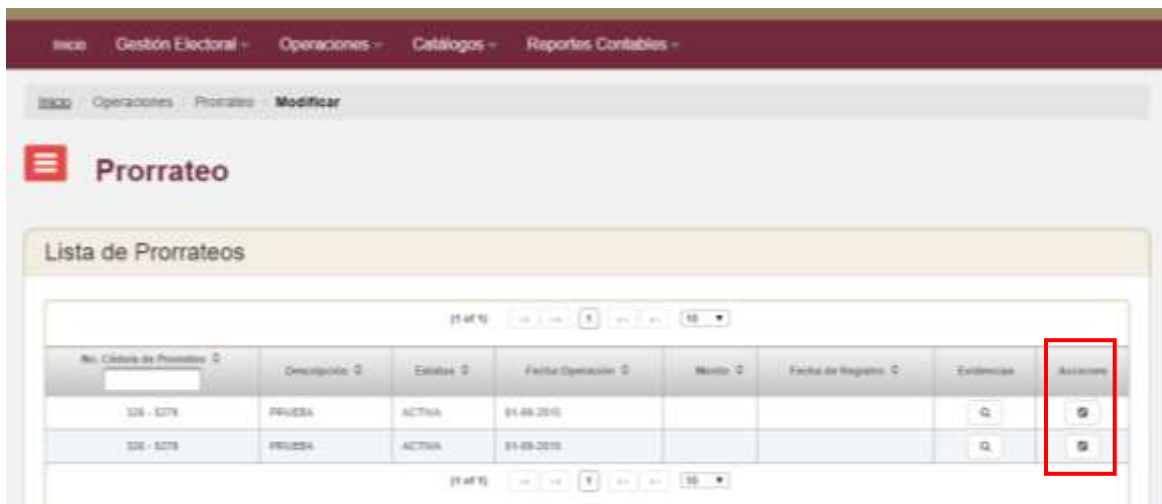 Inicio Gestión Electoral Operaciones Catálogos Reportes Contables
Inicio Operaciones Prorrateo Modificar
Prorrateo
Lista de Prorrateos
(1 of 1) 1 10
No. Cédula de Prorrateo Descripción Estatus Fecha Operación Monto Fecha de Registro Evidencias Acciones
PRUEBA ACTIVA
PRUEBA ACTIVA
(1 of 1) 1 10